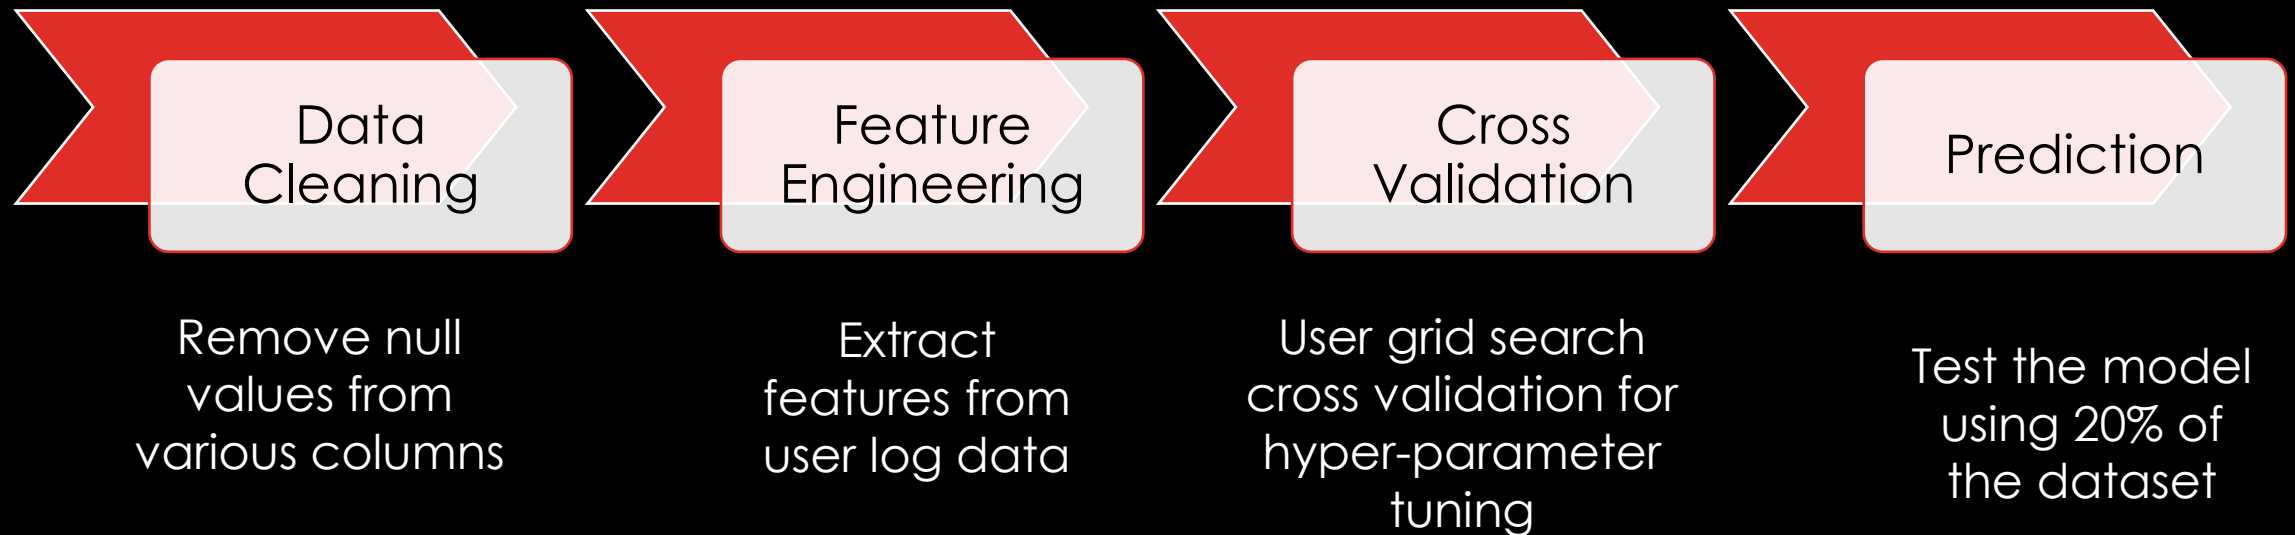 Data
Cleaning
Remove null
values from
various columns
Feature
Engineering
Extract
features from
user log data
Cross
Validation
User grid search
cross validation for
hyper-parameter
tuning
Prediction
Test the model
using 20% of
the dataset